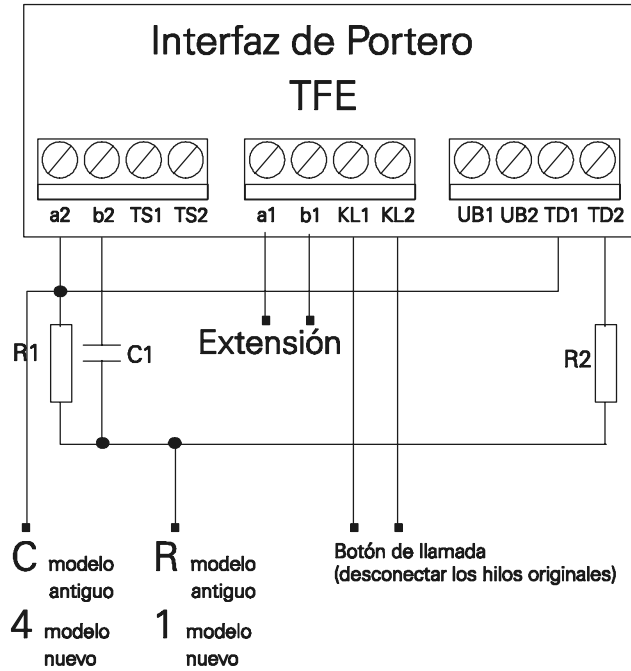 Interfaz de Portero
TFE
a2 b2 TS1 TS2 a1 b1 KL1 KL2 UB1 UB2 TD1 TD2
R1 C1 Extensión R2
C modelo antiguo
R modelo antiguo
4 modelo nuevo
1 modelo nuevo
Botón de llamada
(desconectar los hilos originales)